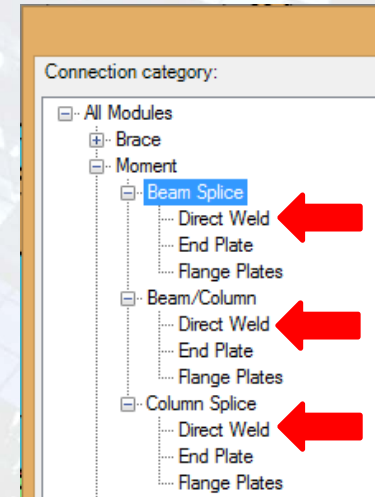 Connection category:
All Modules
Brace
Moment
Beam Splice
Direct Weld
End Plate
Flange Plates
Beam/Column
Direct Weld
End Plate
Flange Plates
Column Splice
Direct Weld
End Plate
Flange Plates